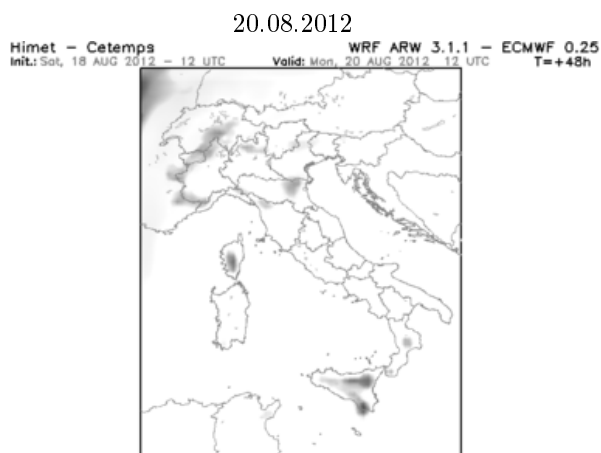 20.08.2012
Himet - Cetemps WRF ARW 3.1.1 - ECMWF 0.25
Init.: Sat, 18 AUG 2012 - 12 UTC Valid: Mon, 20 AUG 2012 12 UTC T=+48h